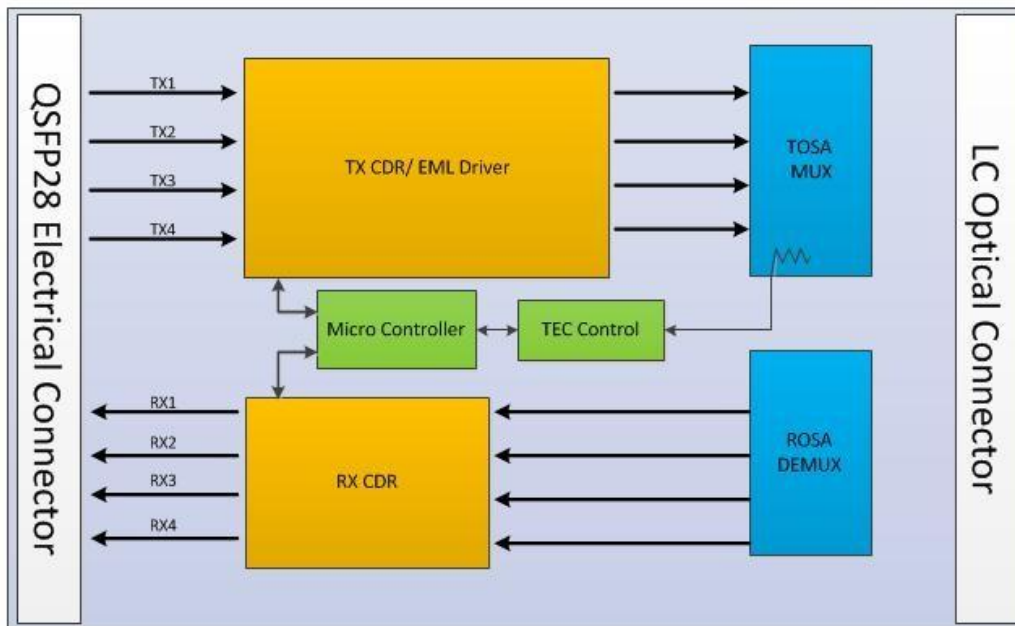 QSFP28 Electrical Connector
TX1
TX2
TX3
TX4
TX CDR/ EML Driver
TOSA
MUX
LC Optical Connector
Micro Controller
TEC Control
RX1
RX2
RX3
RX4
RX CDR
ROSA
DEMUX